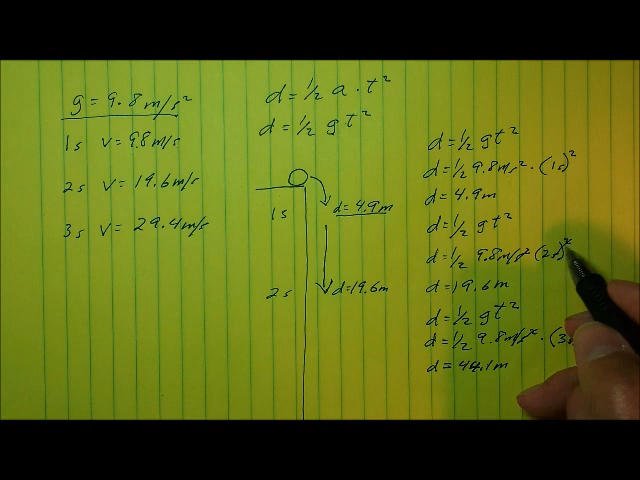 g = 9.8 m/s²
1s v = 9.8 m/s
2s v = 19.6 m/s
3s v = 29.4 m/s
d = 1/2 a · t²
d = 1/2 g t²
1s d = 4.9 m
2s d = 19.6 m
d = 1/2 g t²
d = 1/2 9.8 m/s² · (1s)²
d = 4.9 m
d = 1/2 g t²
d = 1/2 9.8 m/s² (2s)²
d = 19.6 m
d = 1/2 g t²
d = 1/2 9.8 m/s² · (3s
d = 44.1 m